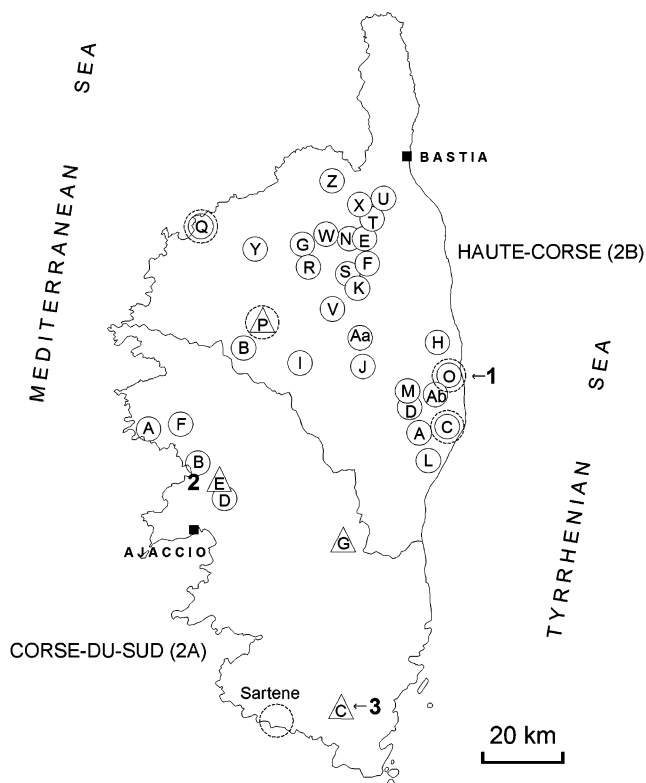 MEDITERRANEAN SEA
BASTIA
Z
U
X
T
Q
W
N
E
G
Y
HAUTE-CORSE (2B)
F
R
S
K
V
P
Aa
H
B
I
J
O ←1
M
Ab
D
A
F
C
A
B
L
2
E
D
AJACCIO
G
TYRRHENIAN SEA
CORSE-DU-SUD (2A)
Sartene
C ←3
20 km